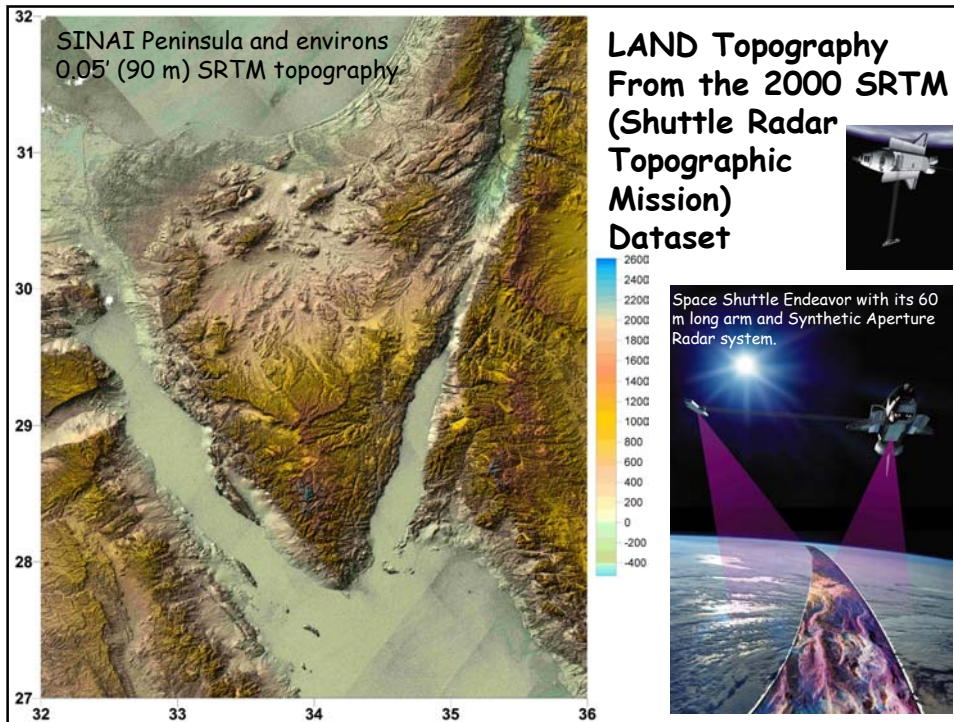 SINAI Peninsula and environs
0.05' (90 m) SRTM topography
LAND Topography
From the 2000 SRTM
(Shuttle Radar
Topographic
Mission)
Dataset
Space Shuttle Endeavor with its 60
m long arm and Synthetic Aperture
Radar system.
32
31
30
29
28
27
32
33
34
35
36
2600
2400
2200
2000
1800
1600
1400
1200
1000
800
600
400
200
0
-200
-400